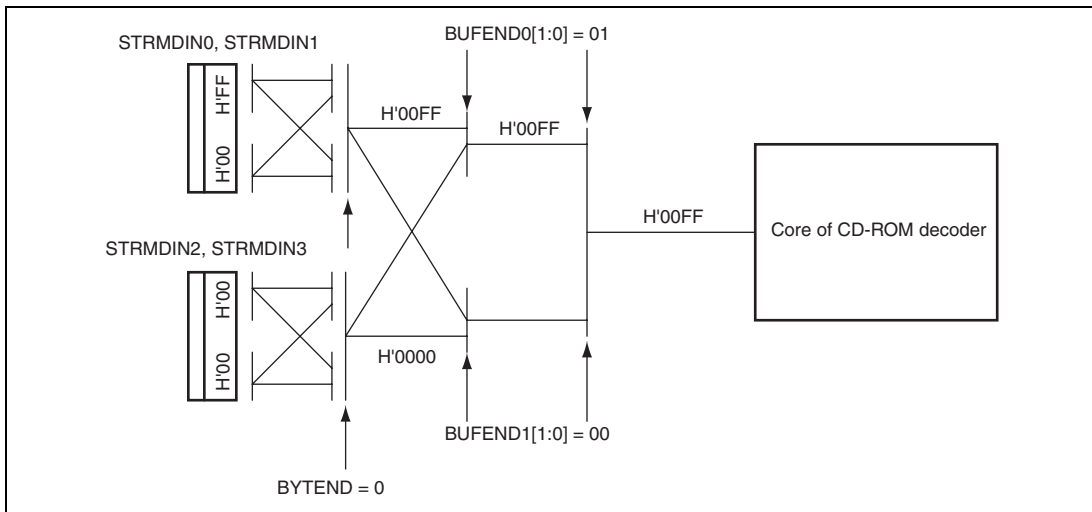 BUFEND0[1:0] = 01
STRMDIN0, STRMDIN1
H'FF
H'00
H'00FF
H'00FF
H'00FF
Core of CD-ROM decoder
STRMDIN2, STRMDIN3
H'00
H'00
H'0000
BUFEND1[1:0] = 00
BYTEND = 0